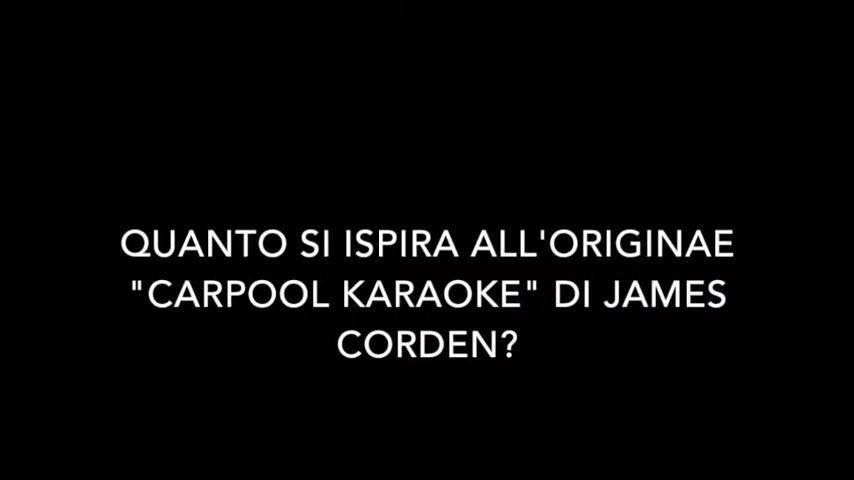 QUANTO SI ISPIRA ALL'ORIGINAE
"CARPOOL KARAOKE" DI JAMES
CORDEN?